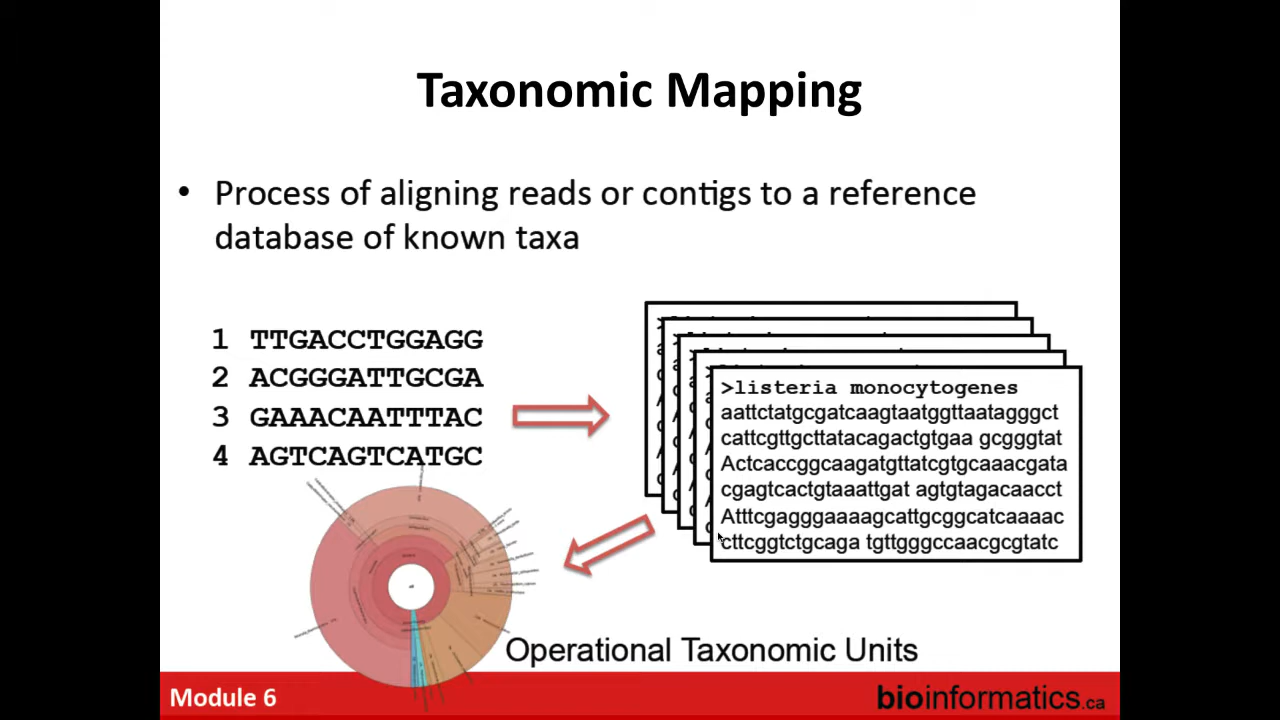 Taxonomic Mapping
• Process of aligning reads or contigs to a reference
database of known taxa
1 TTGACCTGGAGG
2 ACGGGATTGCGA
3 GAAACAATTTAC
4 AGTCAGTCATGC
>listeria monocytogenes
aattctatgcgatcaagtaatggttaatagggct
cattcgttgcttatacagactgtgaa gcgggtat
Actcaccggcaagatgttatcgtgcaaacgata
cgagtcactgtaaattgat agtgtagacaacct
Atttcgagggaaaagcattgcggcatcaaaac
cttcggtctgcaga tgttgggccaacgcgtatc
Operational Taxonomic Units
Module 6
bioinformatics.ca